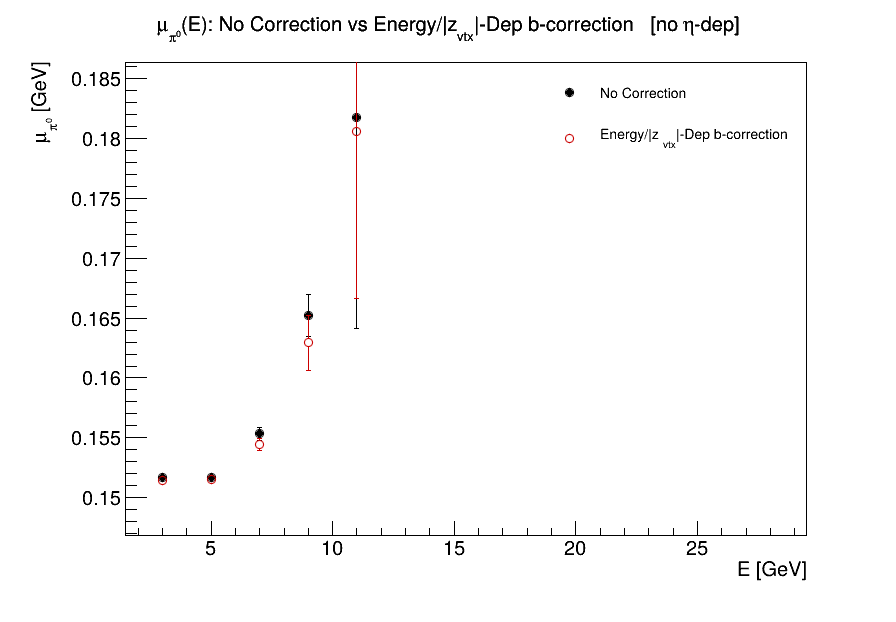 μ_π⁰(E): No Correction vs Energy/|z_vtx|-Dep b-correction [no η-dep]
μ_π⁰ [GeV]
0.185
0.18
0.175
0.17
0.165
0.16
0.155
0.15
No Correction
Energy/|z_vtx|-Dep b-correction
5 10 15 20 25
E [GeV]